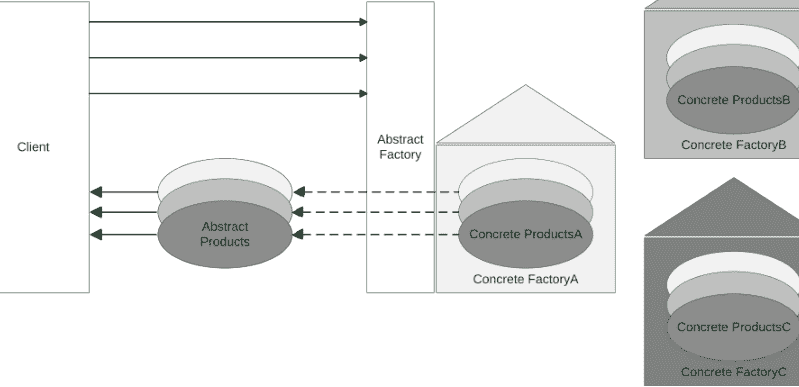 Client
Abstract
Factory
Abstract
Products
Concrete ProductsA
Concrete FactoryA
Concrete ProductsB
Concrete FactoryB
Concrete ProductsC
Concrete FactoryC